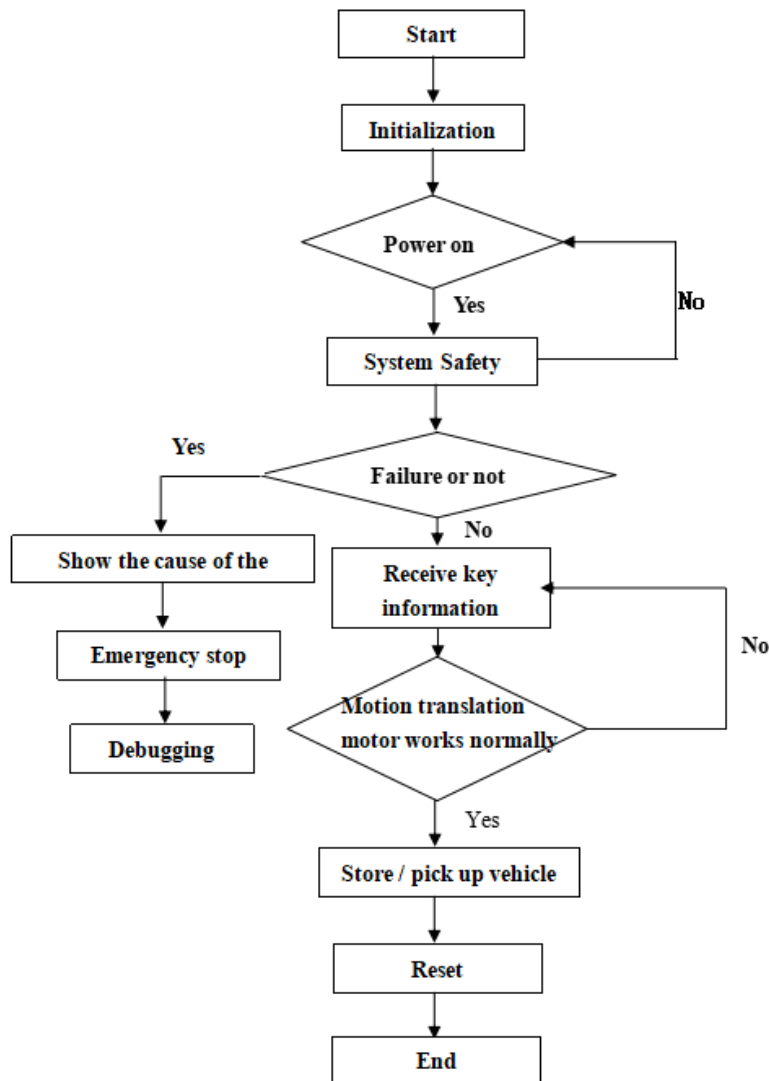 Start
Initialization
Power on
Yes
No
System Safety
Yes
Failure or not
No
Show the cause of the
Receive key
information
Emergency stop
No
Motion translation
motor works normally
Debugging
Yes
Store / pick up vehicle
Reset
End